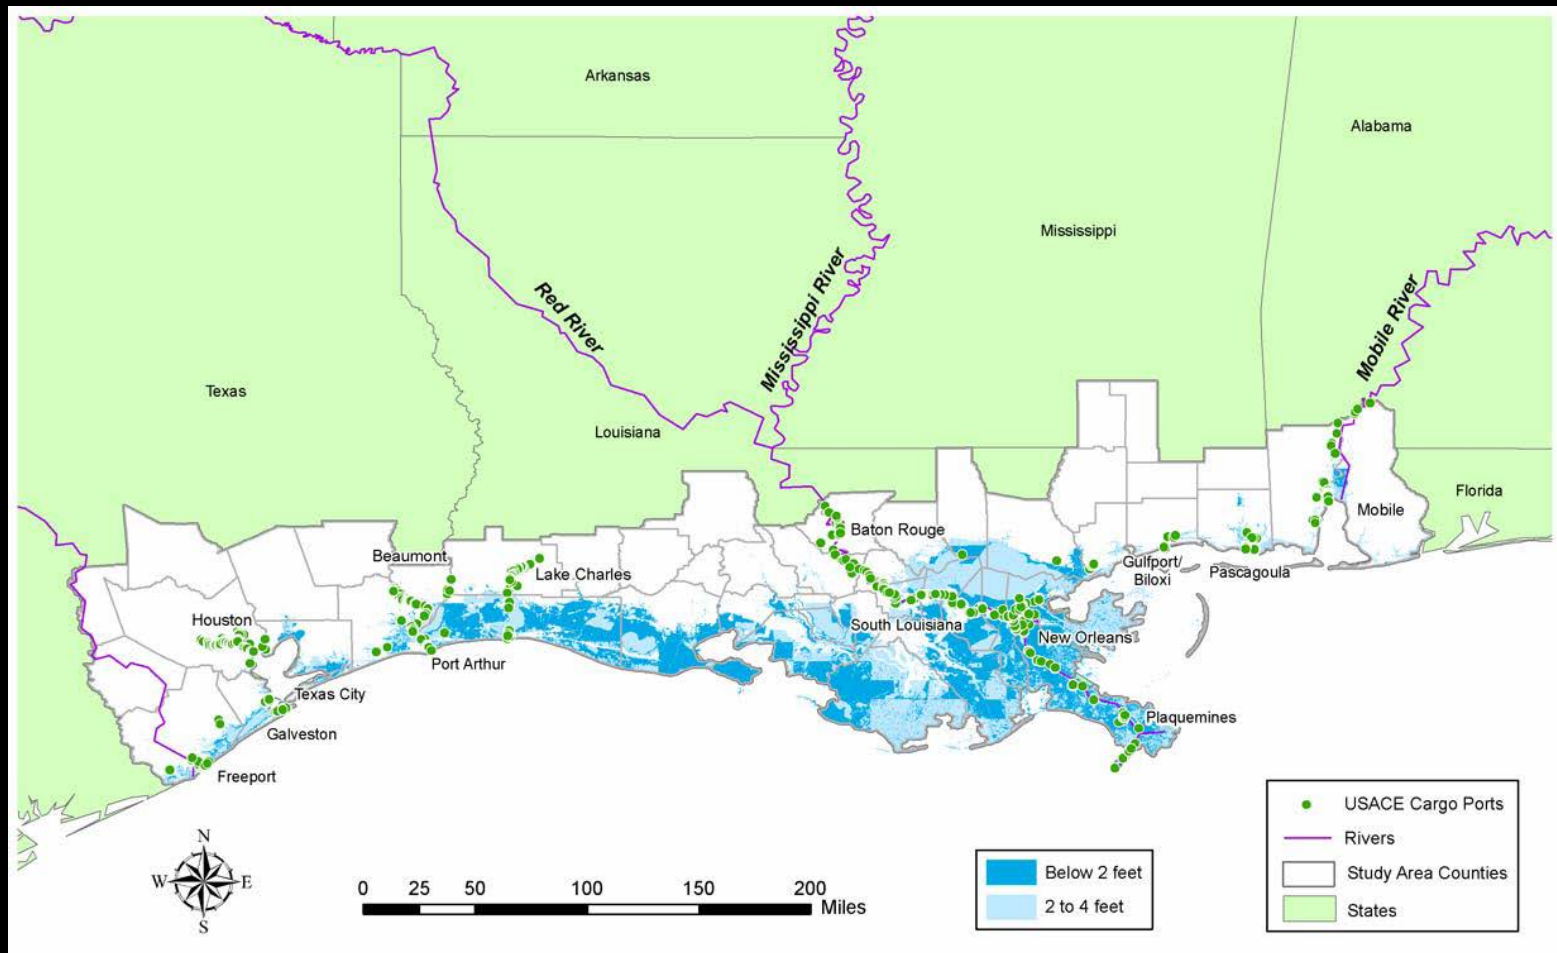 Arkansas
Alabama
Mississippi
Red River
Mississippi River
Mobile River
Texas
Louisiana
Florida
Mobile
Baton Rouge
Beaumont
Lake Charles
Gulfport/
Biloxi
Pascagoula
Houston
South Louisiana
New Orleans
Port Arthur
Texas City
Plaquemines
Galveston
Freeport
N
W
E
S
0 25 50 100 150 200
Miles
Below 2 feet
2 to 4 feet
USACE Cargo Ports
Rivers
Study Area Counties
States